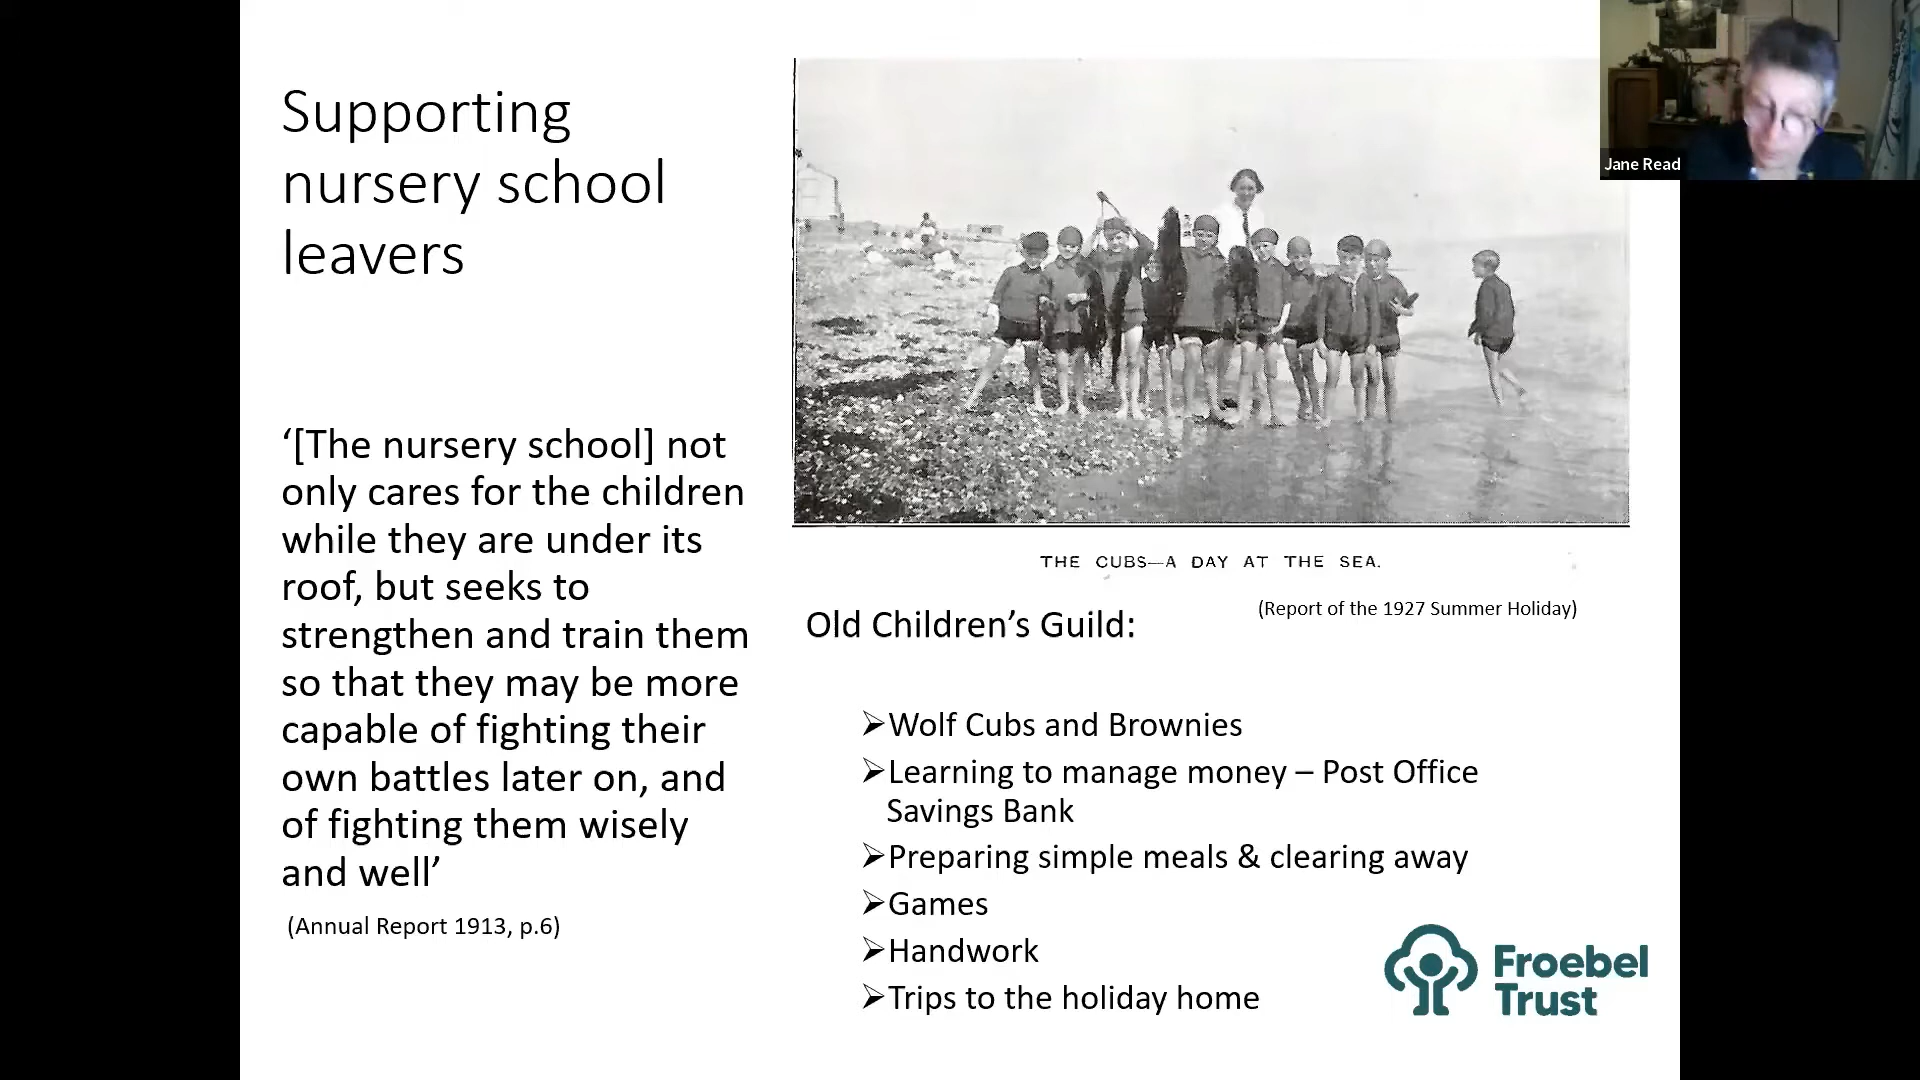 Supporting
nursery school
leavers
‘[The nursery school] not
only cares for the children
while they are under its
roof, but seeks to
strengthen and train them
so that they may be more
capable of fighting their
own battles later on, and
of fighting them wisely
and well’
(Annual Report 1913, p.6)
THE CUBS—A DAY AT THE SEA.
(Report of the 1927 Summer Holiday)
Old Children’s Guild:
➢Wolf Cubs and Brownies
➢Learning to manage money – Post Office
Savings Bank
➢Preparing simple meals & clearing away
➢Games
➢Handwork
➢Trips to the holiday home
Froebel
Trust
Jane Read